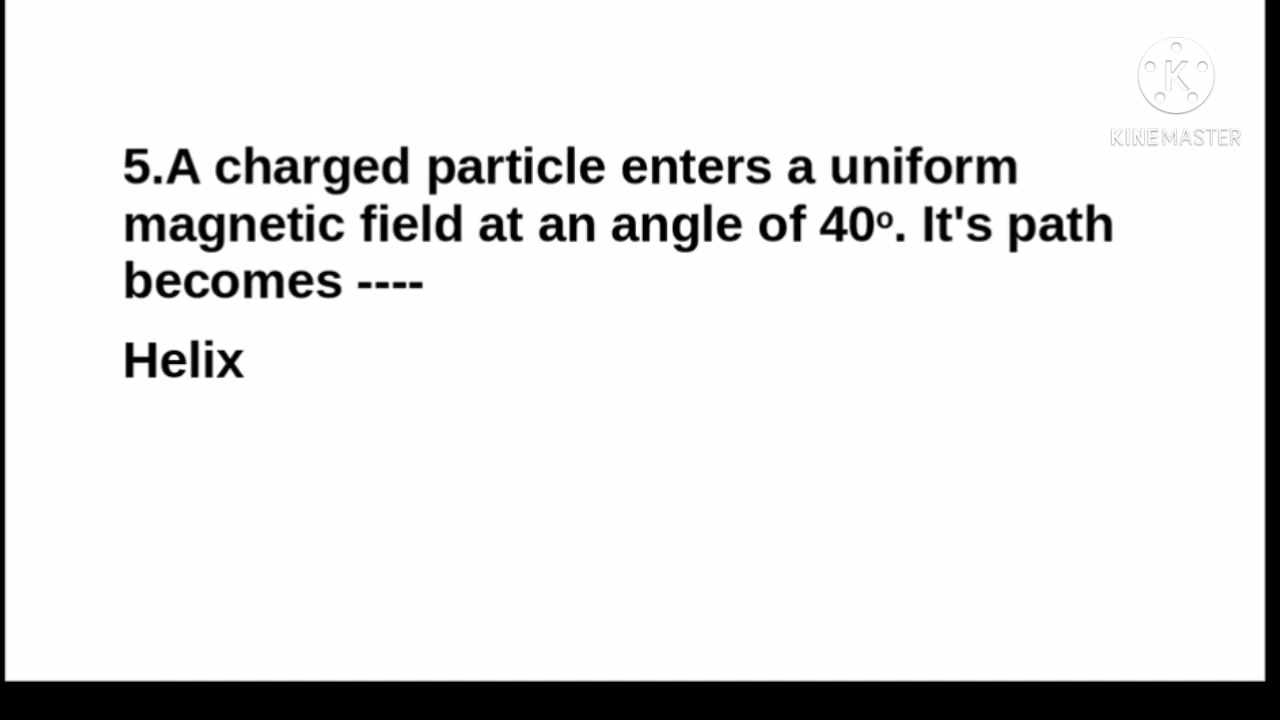 K
KINEMASTER
5.A charged particle enters a uniform
magnetic field at an angle of 40º. It's path
becomes ----
Helix